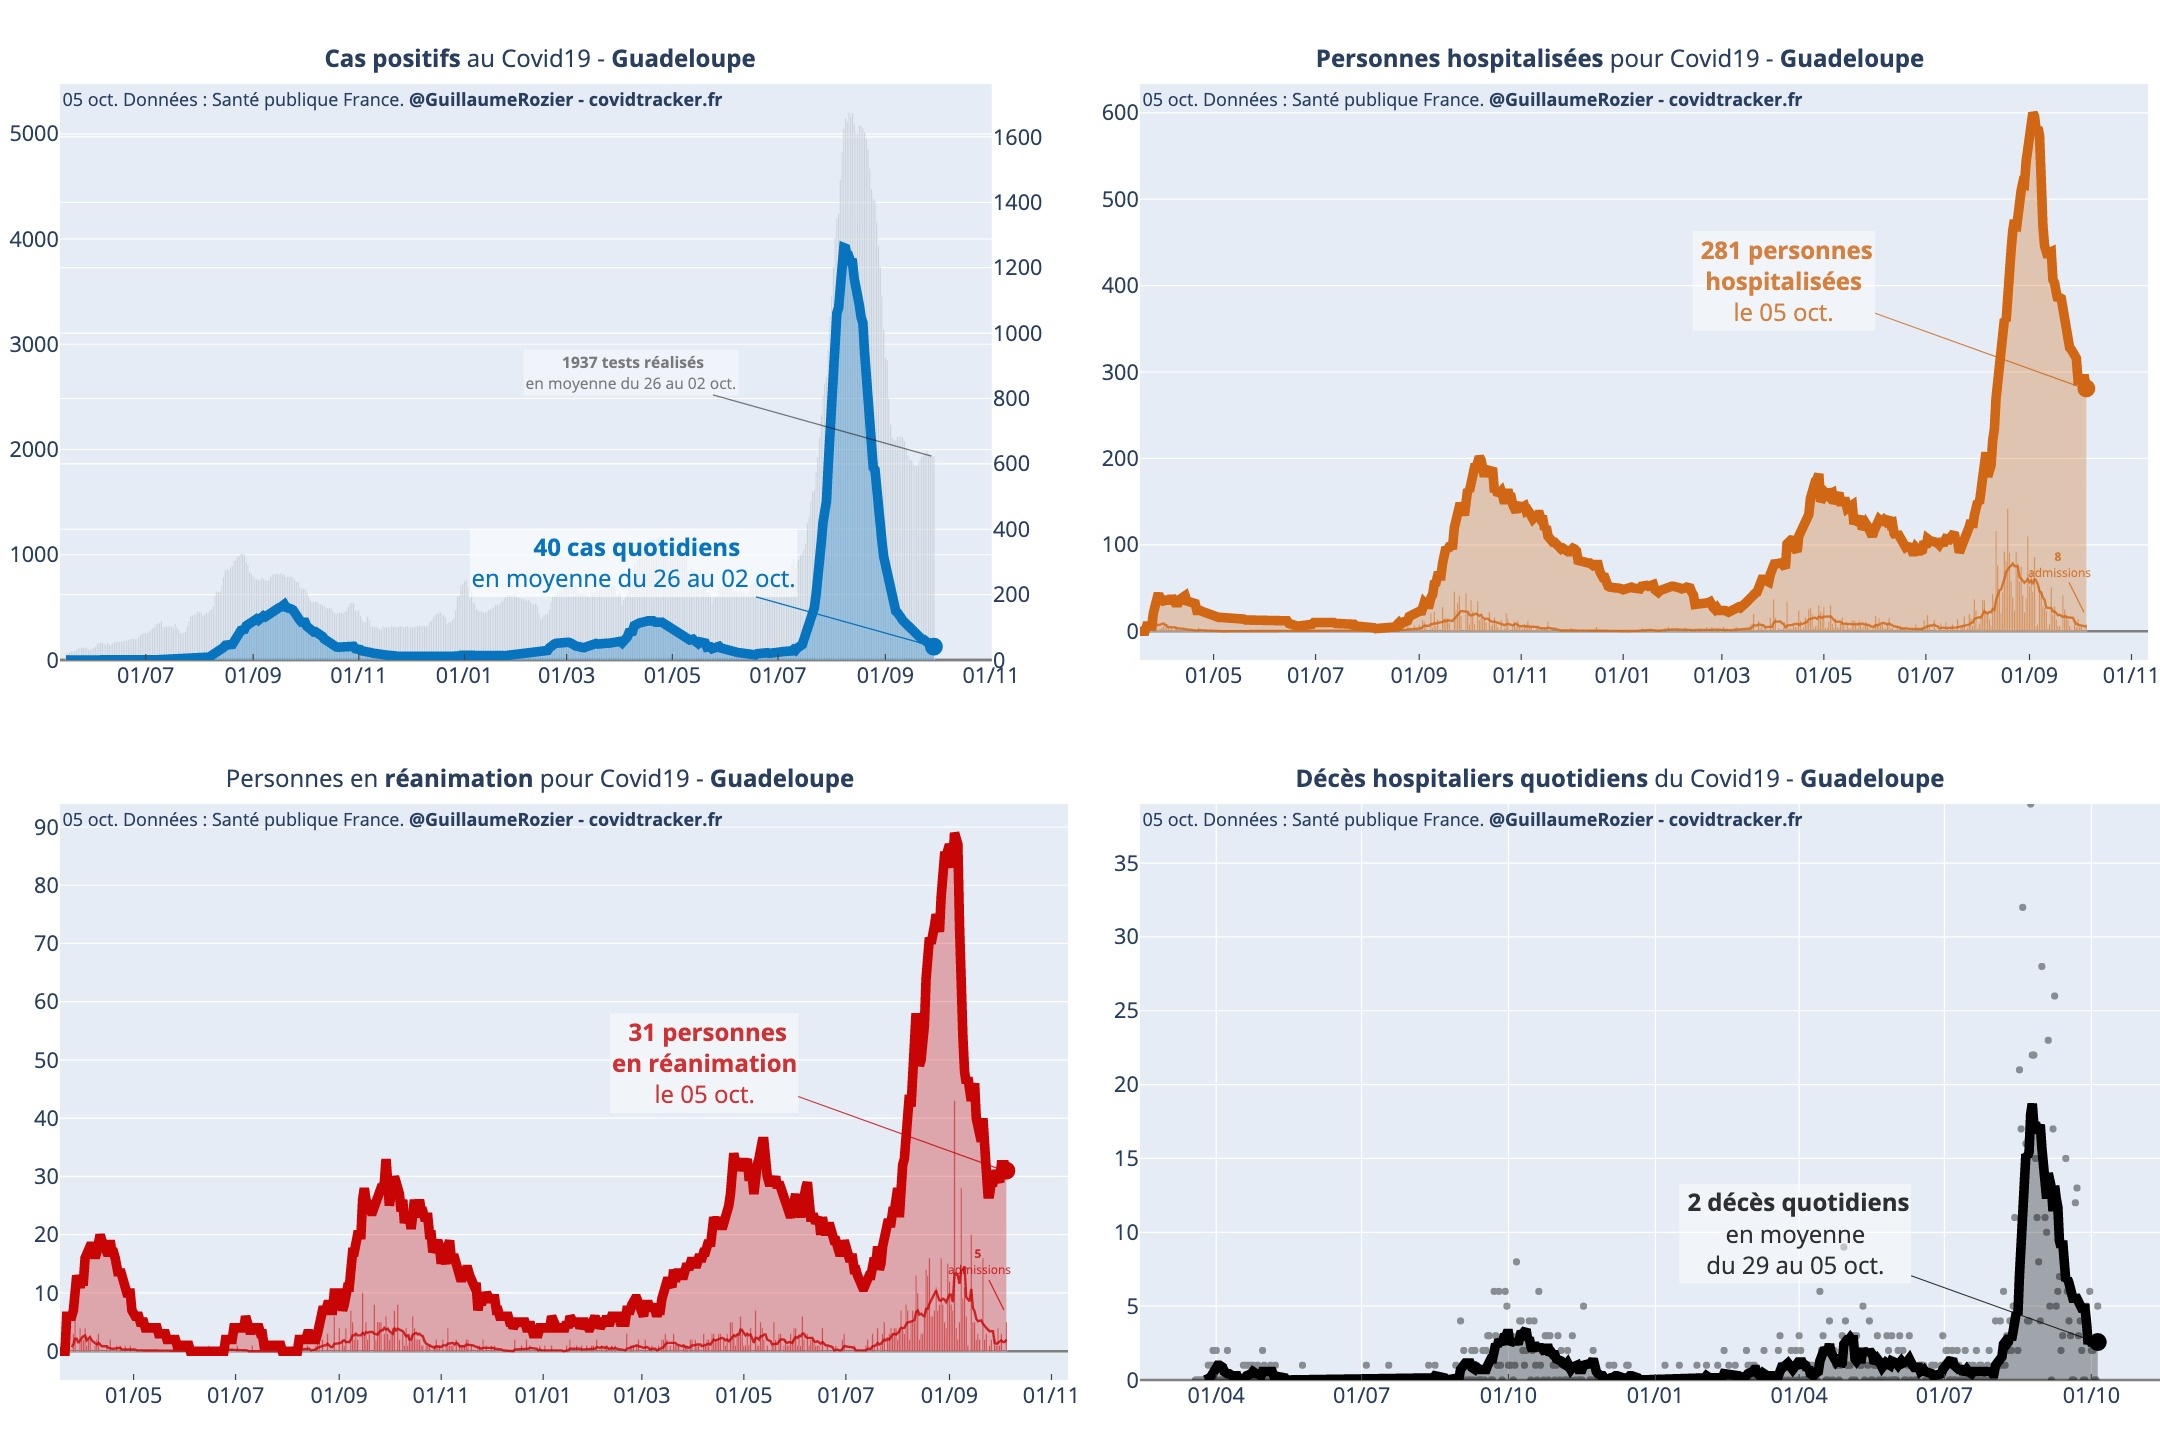 Cas positifs au Covid19 - Guadeloupe
05 oct. Données : Santé publique France. @GuillaumeRozier - covidtracker.fr
5000
4000
3000
2000
1000
0
1600
1400
1200
1000
800
600
400
200
0
1937 tests réalisés
en moyenne du 26 au 02 oct.
40 cas quotidiens
en moyenne du 26 au 02 oct.
01/07 01/09 01/11 01/01 01/03 01/05 01/07 01/09 01/11
Personnes hospitalisées pour Covid19 - Guadeloupe
05 oct. Données : Santé publique France. @GuillaumeRozier - covidtracker.fr
600
500
400
300
200
100
0
281 personnes
hospitalisées
le 05 oct.
8
admissions
01/05 01/07 01/09 01/11 01/01 01/03 01/05 01/07 01/09 01/11
Personnes en réanimation pour Covid19 - Guadeloupe
05 oct. Données : Santé publique France. @GuillaumeRozier - covidtracker.fr
90
80
70
60
50
40
30
20
10
0
31 personnes
en réanimation
le 05 oct.
5
admissions
01/05 01/07 01/09 01/11 01/01 01/03 01/05 01/07 01/09 01/11
Décès hospitaliers quotidiens du Covid19 - Guadeloupe
05 oct. Données : Santé publique France. @GuillaumeRozier - covidtracker.fr
35
30
25
20
15
10
5
0
2 décès quotidiens
en moyenne
du 29 au 05 oct.
01/04 01/07 01/10 01/01 01/04 01/07 01/10